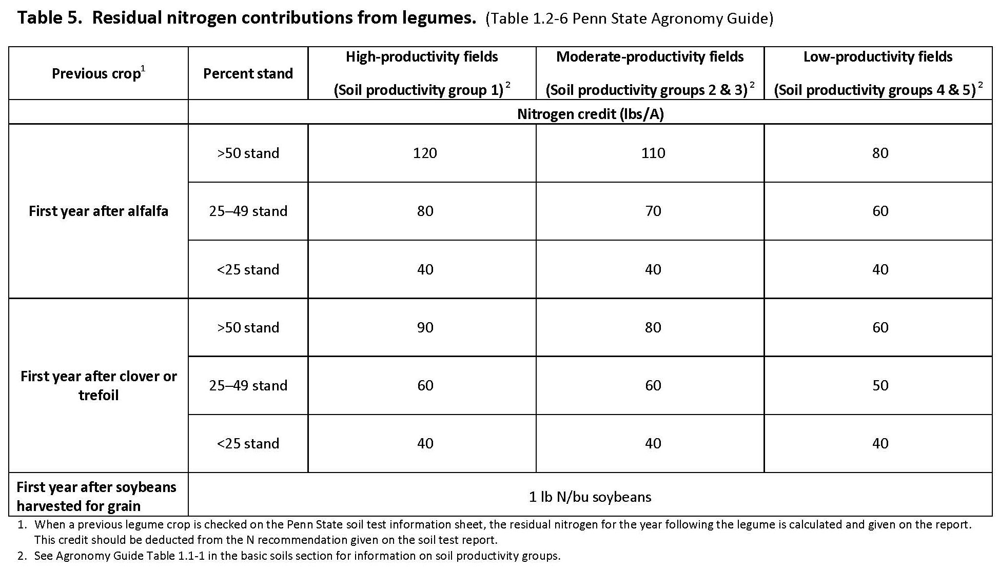 Table 5.  Residual nitrogen contributions from legumes.  (Table 1.2-6 Penn State Agronomy Guide)
Previous crop1
Percent stand
High-productivity fields
(Soil productivity group 1)2
Moderate-productivity fields
(Soil productivity groups 2 & 3)2
Low-productivity fields
(Soil productivity groups 4 & 5)2
Nitrogen credit (lbs/A)
First year after alfalfa
>50 stand
120
110
80
25–49 stand
80
70
60
<25 stand
40
40
40
First year after clover or
trefoil
>50 stand
90
80
60
25–49 stand
60
60
50
<25 stand
40
40
40
First year after soybeans
harvested for grain
1 lb N/bu soybeans
1. When a previous legume crop is checked on the Penn State soil test information sheet, the residual nitrogen for the year following the legume is calculated and given on the report.
This credit should be deducted from the N recommendation given on the soil test report.
2. See Agronomy Guide Table 1.1-1 in the basic soils section for information on soil productivity groups.